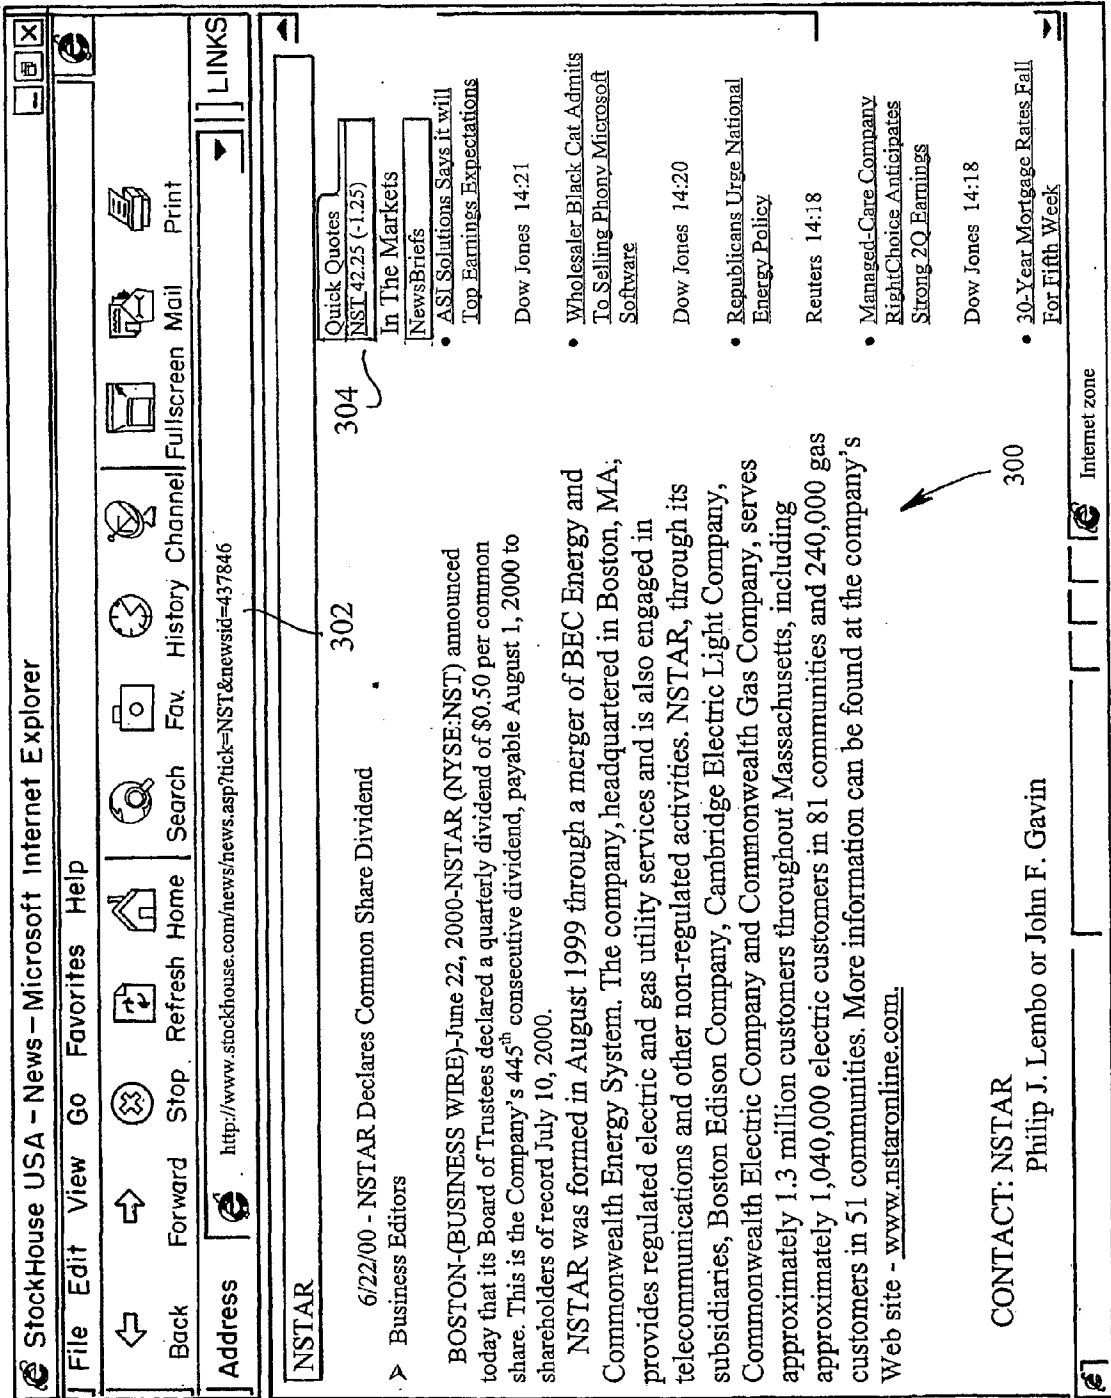 StockHouse USA – News – Microsoft Internet Explorer
File Edit View Go Favorites Help
Back Forward Stop Refresh Home Search Fav. History Channel Fullscreen Mail Print
Address http://www.stockhouse.com/news/news.asp?tick=NST&newsid=437846 LINKS
302
NSTAR
6/22/00 - NSTAR Declares Common Share Dividend
> Business Editors
BOSTON-(BUSINESS WIRE)-June 22, 2000-NSTAR (NYSE:NST) announced
today that its Board of Trustees declared a quarterly dividend of $0.50 per common
share. This is the Company's 445th consecutive dividend, payable August 1, 2000 to
shareholders of record July 10, 2000.
NSTAR was formed in August 1999 through a merger of BEC Energy and
Commonwealth Energy System. The company, headquartered in Boston, MA;
provides regulated electric and gas utility services and is also engaged in
telecommunications and other non-regulated activities. NSTAR, through its
subsidiaries, Boston Edison Company, Cambridge Electric Light Company,
Commonwealth Electric Company and Commonwealth Gas Company, serves
approximately 1.3 million customers throughout Massachusetts, including
approximately 1,040,000 electric customers in 81 communities and 240,000 gas
customers in 51 communities. More information can be found at the company's
Web site - www.nstaronline.com.
CONTACT: NSTAR
Philip J. Lembo or John F. Gavin
300
304
Quick Quotes
NST 42.25 (-1.25)
In The Markets
NewsBriefs
• ASI Solutions Says it will
Top Earnings Expectations
Dow Jones 14:21
• Wholesaler Black Cat Admits
To Selling Phony Microsoft
Software
Dow Jones 14:20
• Republicans Urge National
Energy Policy
Reuters 14:18
• Managed-Care Company
RightChoice Anticipates
Strong 2Q Earnings
Dow Jones 14:18
• 30-Year Mortgage Rates Fall
For Fifth Week
Internet zone